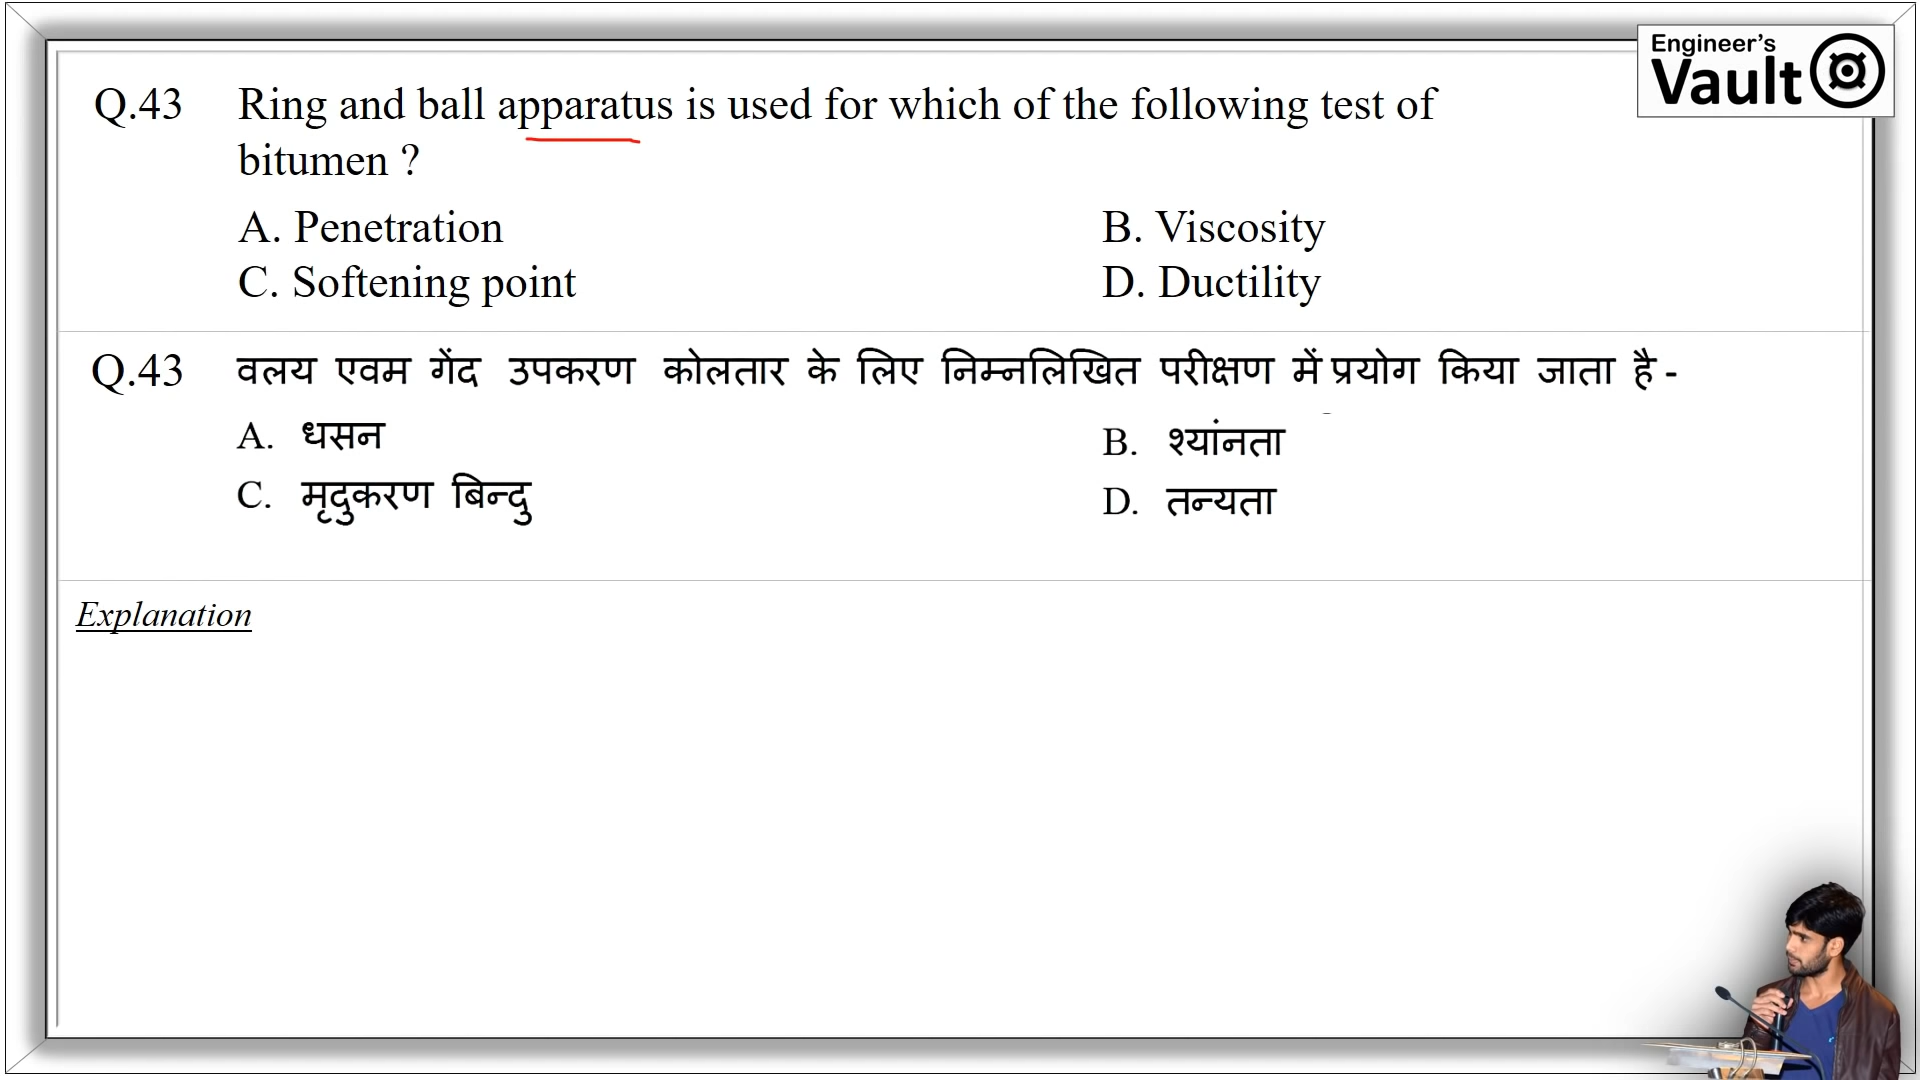 Engineer's
Vault
Q.43 Ring and ball apparatus is used for which of the following test of
bitumen ?
A. Penetration B. Viscosity
C. Softening point D. Ductility
Q.43 वलय एवम गेंद उपकरण कोलतार के लिए निम्नलिखित परीक्षण में प्रयोग किया जाता है -
A. धसन B. श्यांनता
C. मृदुकरण बिन्दु D. तन्यता
Explanation